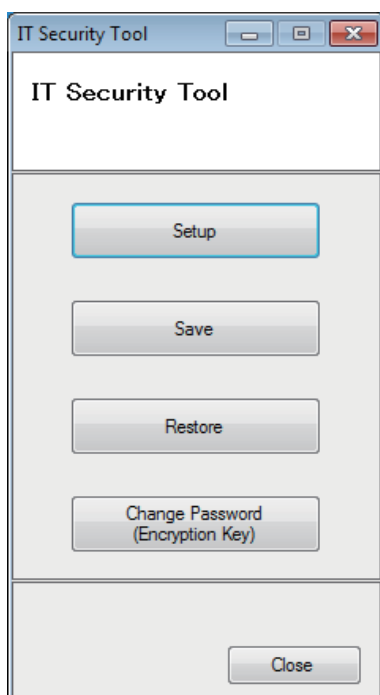 IT Security Tool
IT Security Tool
Setup
Save
Restore
Change Password
(Encryption Key)
Close